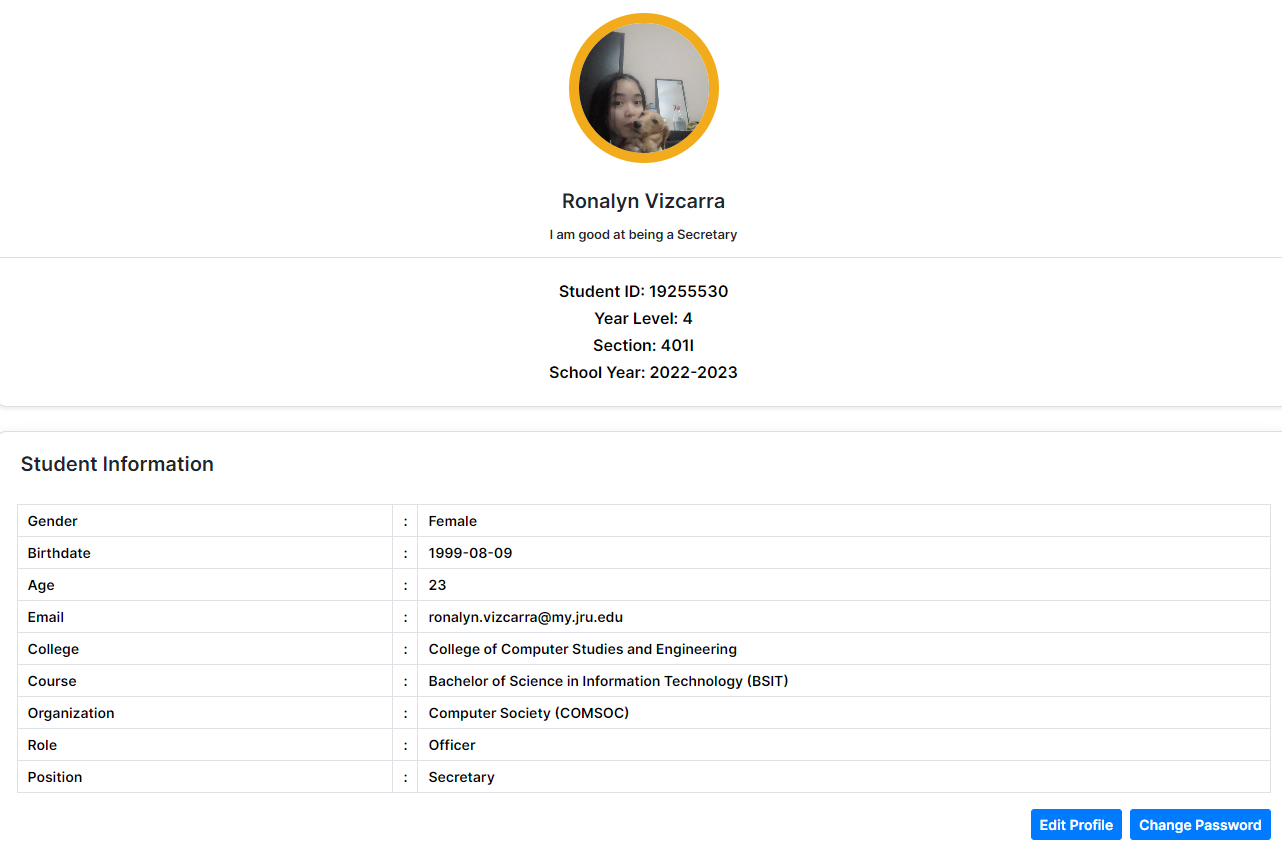 Ronalyn Vizcarra
I am good at being a Secretary
Student ID: 19255530
Year Level: 4
Section: 401I
School Year: 2022-2023
Student Information
Gender : Female
Birthdate : 1999-08-09
Age : 23
Email : ronalyn.vizcarra@my.jru.edu
College : College of Computer Studies and Engineering
Course : Bachelor of Science in Information Technology (BSIT)
Organization : Computer Society (COMSOC)
Role : Officer
Position : Secretary
Edit Profile Change Password